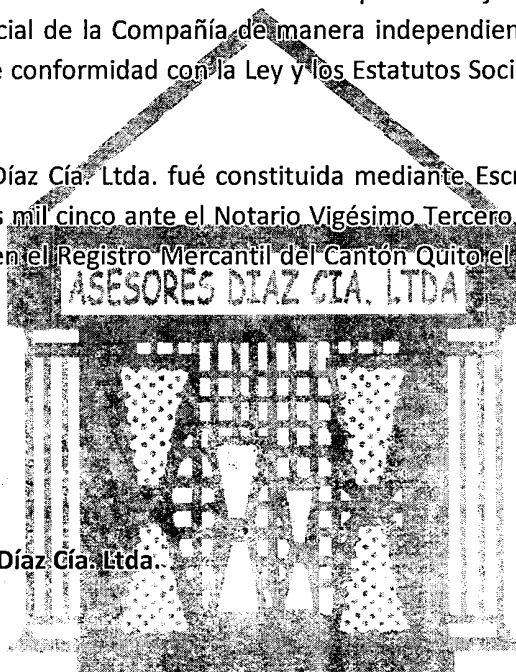 cial de la Compañía de manera independien
e conformidad con la Ley y los Estatutos Soci
Díaz Cía. Ltda. fué constituida mediante Escr
s mil cinco ante el Notario Vigésimo Tercero
en el Registro Mercantil del Cantón Quito el
ASESORES DIAZ CIA. LTDA
Díaz Cía. Ltda.